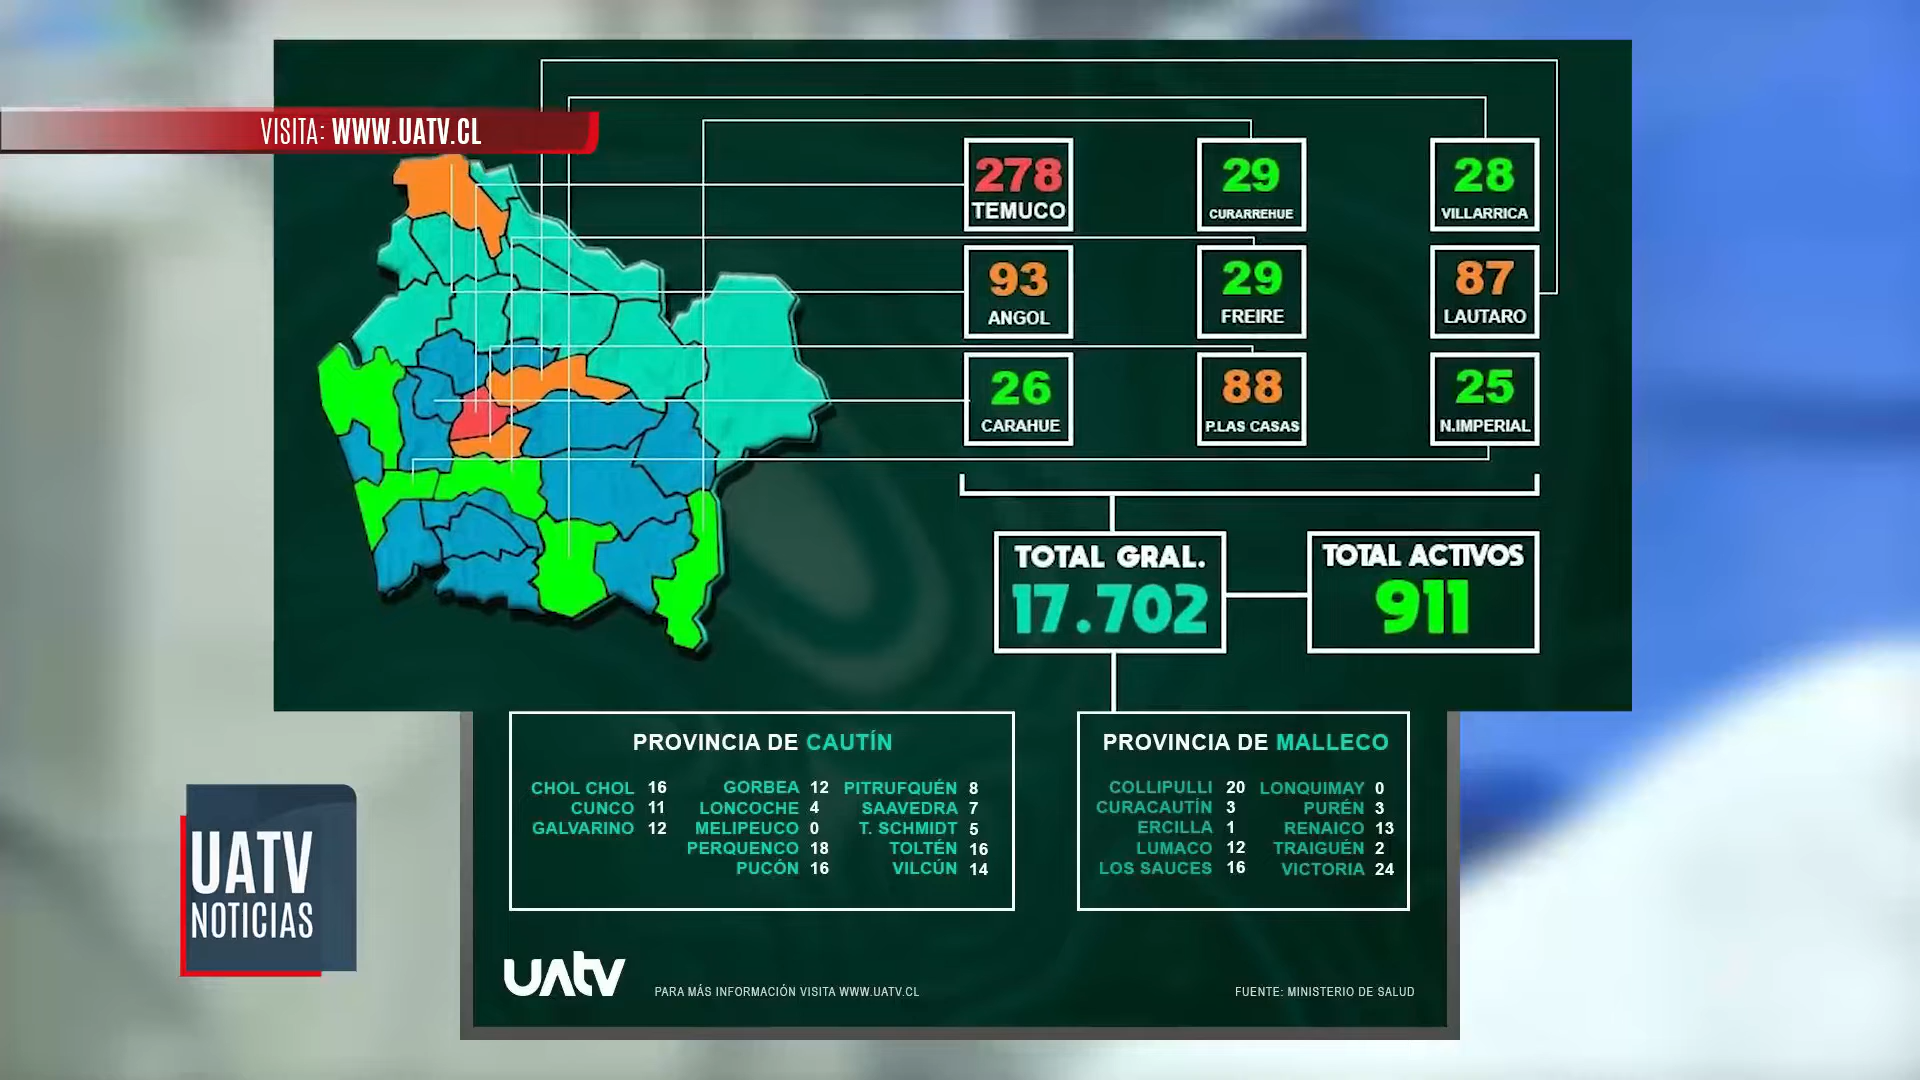 VISITA: WWW.UATV.CL
278
TEMUCO
29
CURARREHUE
28
VILLARRICA
93
ANGOL
29
FREIRE
87
LAUTARO
26
CARAHUE
88
P.LAS CASAS
25
N.IMPERIAL
TOTAL GRAL.
17.702
TOTAL ACTIVOS
911
PROVINCIA DE CAUTÍN
CHOL CHOL 16
CUNCO 11
GALVARINO 12
GORBEA 12
LONCOCHE 4
MELIPEUCO 0
PERQUENCO 18
PUCÓN 16
PITRUFQUÉN 8
SAAVEDRA 7
T. SCHMIDT 5
TOLTÉN 16
VILCÚN 14
PROVINCIA DE MALLECO
COLLIPULLI 20
CURACAUTÍN 3
ERCILLA 1
LUMACO 12
LOS SAUCES 16
LONQUIMAY 0
PURÉN 3
RENAICO 13
TRAIGUÉN 2
VICTORIA 24
UATV
NOTICIAS
UATV
PARA MÁS INFORMACIÓN VISITA WWW.UATV.CL
FUENTE: MINISTERIO DE SALUD